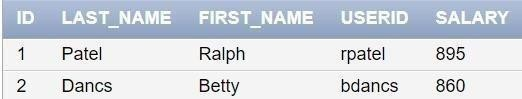 ID LAST_NAME FIRST_NAME USERID SALARY
1 Patel Ralph rpatel 895
2 Dancs Betty bdancs 860